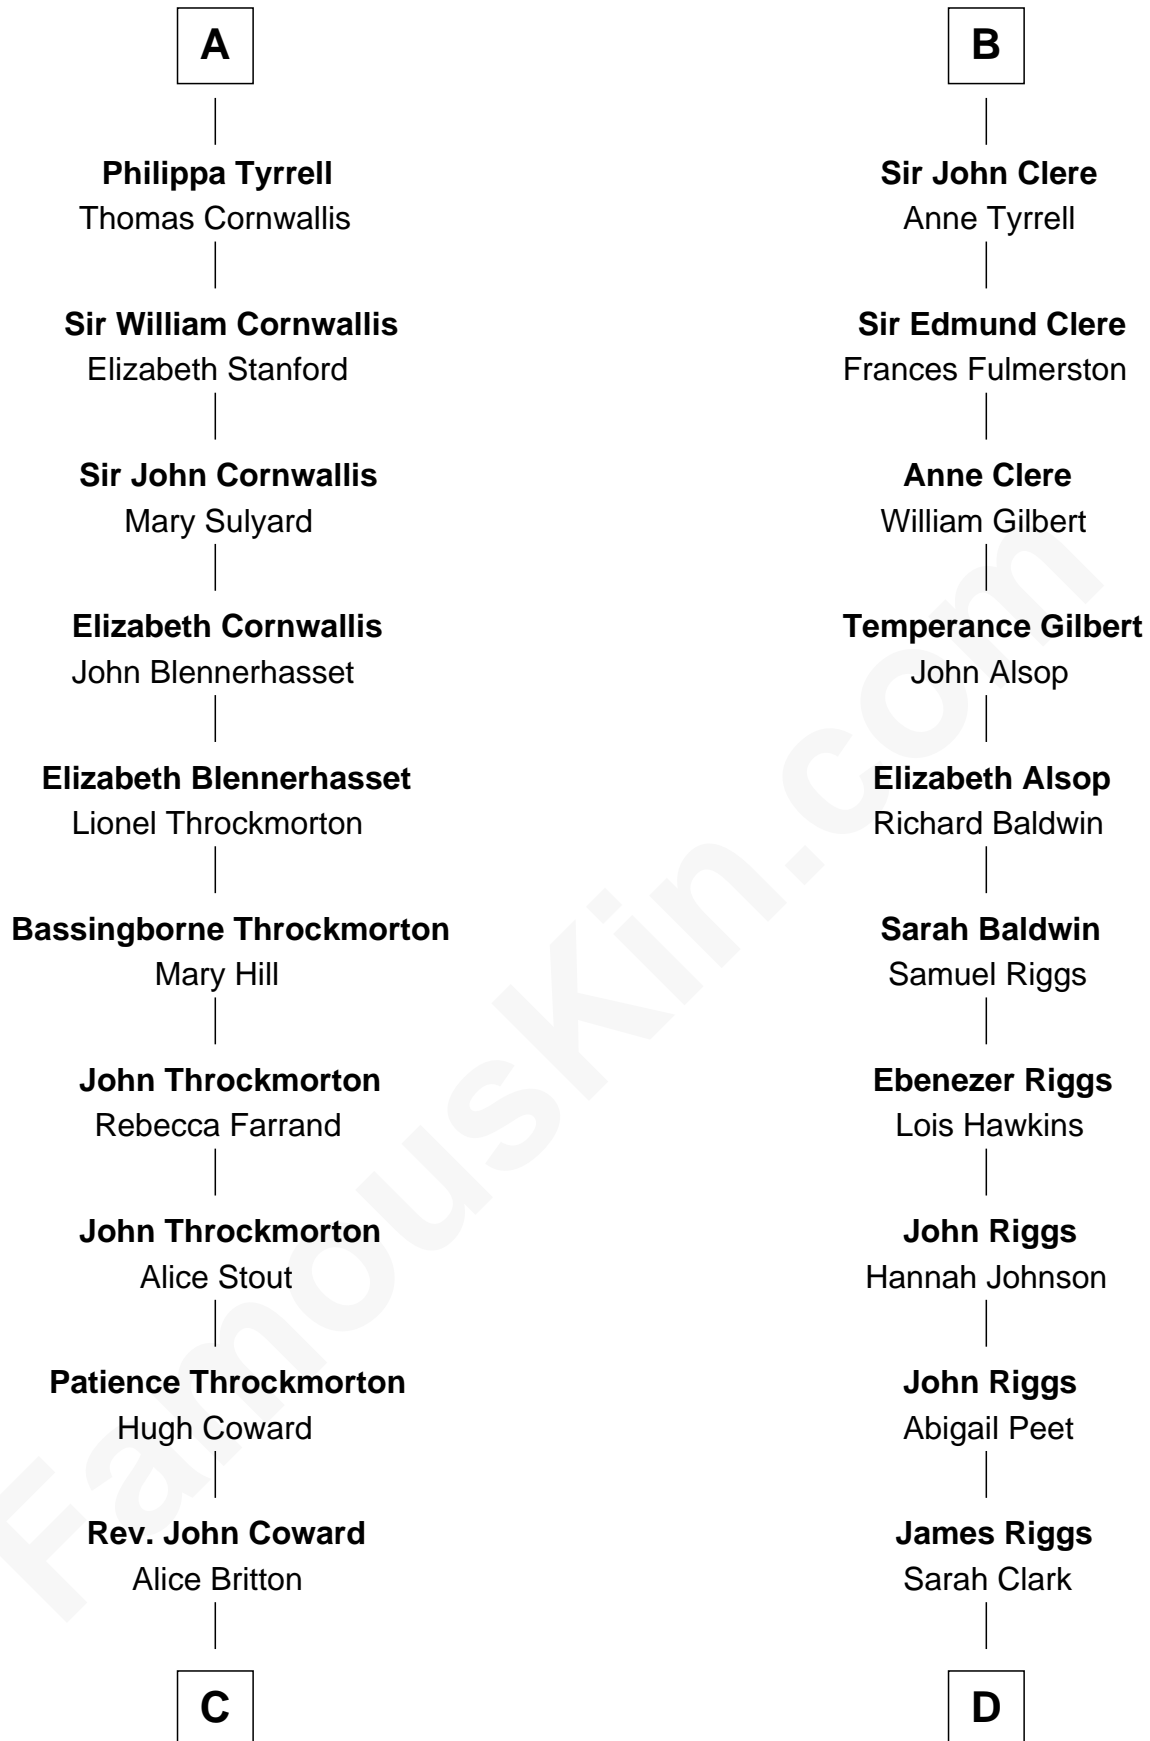 A
Philippa Tyrrell
Thomas Cornwallis
Sir William Cornwallis
Elizabeth Stanford
Sir John Cornwallis
Mary Sulyard
Elizabeth Cornwallis
John Blennerhasset
Elizabeth Blennerhasset
Lionel Throckmorton
Bassingborne Throckmorton
Mary Hill
John Throckmorton
Rebecca Farrand
John Throckmorton
Alice Stout
Patience Throckmorton
Hugh Coward
Rev. John Coward
Alice Britton
C
B
Sir John Clere
Anne Tyrrell
Sir Edmund Clere
Frances Fulmerston
Anne Clere
William Gilbert
Temperance Gilbert
John Alsop
Elizabeth Alsop
Richard Baldwin
Sarah Baldwin
Samuel Riggs
Ebenezer Riggs
Lois Hawkins
John Riggs
Hannah Johnson
John Riggs
Abigail Peet
James Riggs
Sarah Clark
D
FamousKin.com